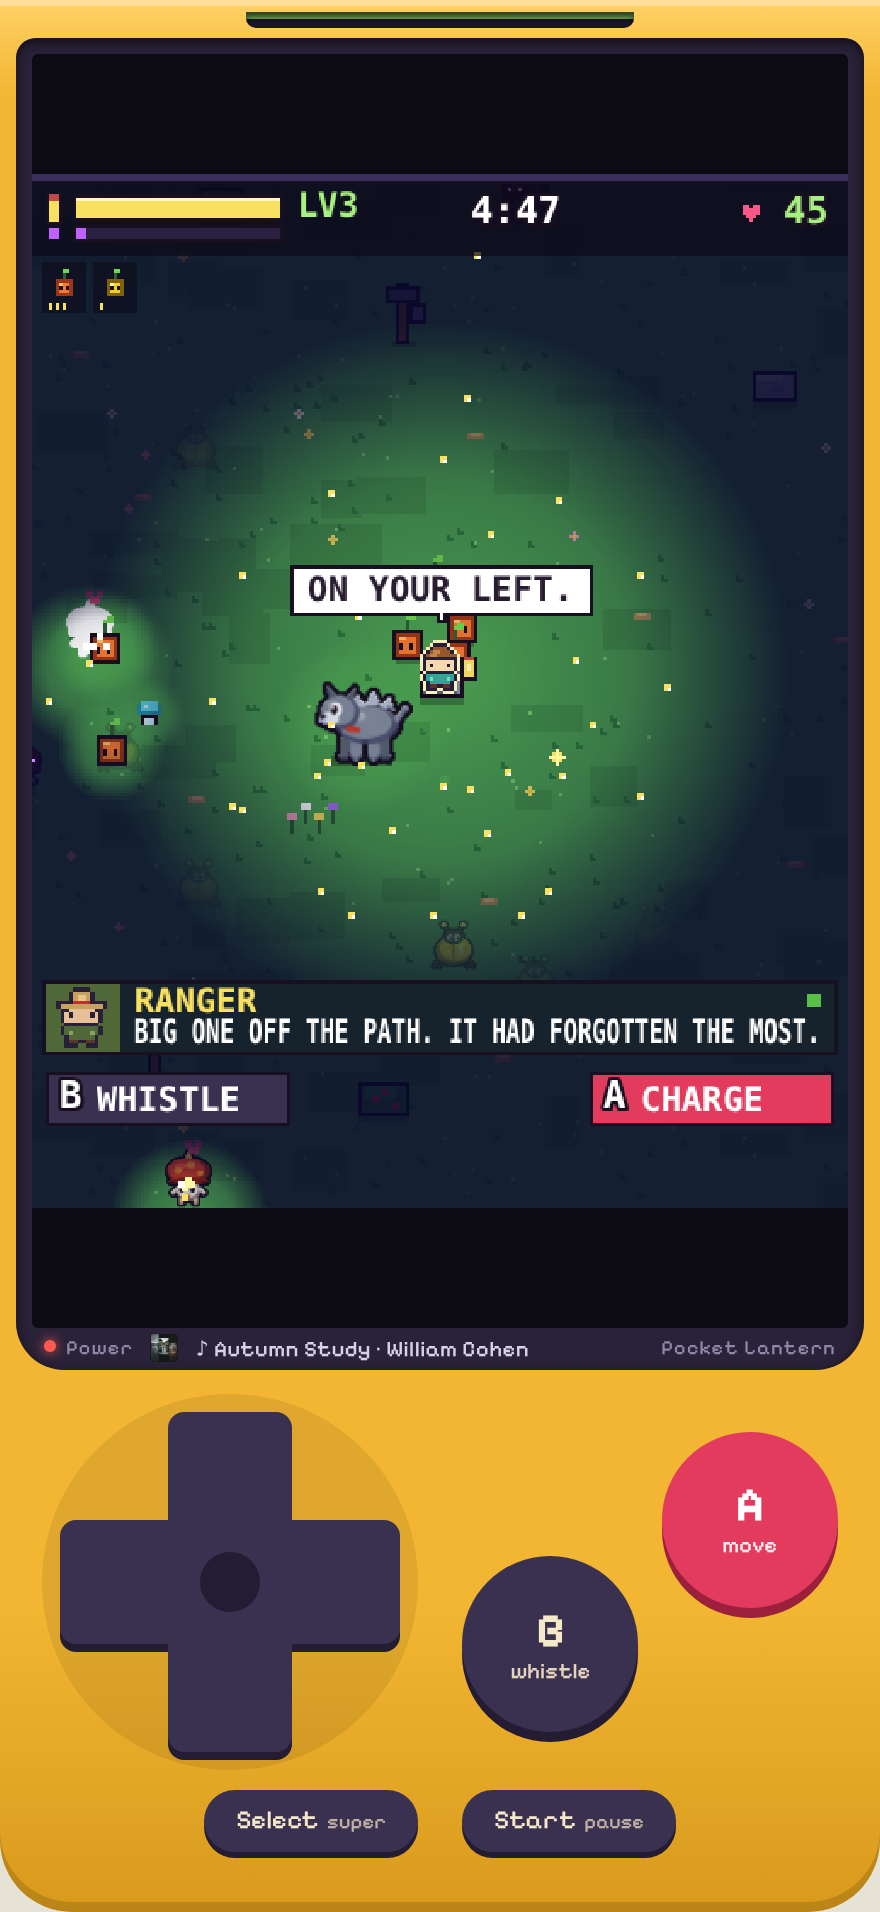 LV3
4:47
45
ON YOUR LEFT.
RANGER
BIG ONE OFF THE PATH. IT HAD FORGOTTEN THE MOST.
B WHISTLE
A CHARGE
Power
♪ Autumn Study · William Cohen
Pocket Lantern
A
move
B
whistle
Select super
Start pause